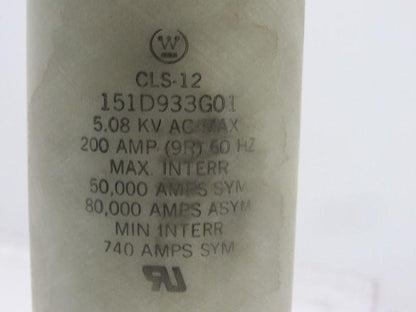 W
CLS-12
151D933G01
5.08 KV AC MAX
200 AMP (9R) 60 HZ
MAX. INTERR
50,000 AMPS SYM
80,000 AMPS ASYM
MIN INTERR
740 AMPS SYM
RU